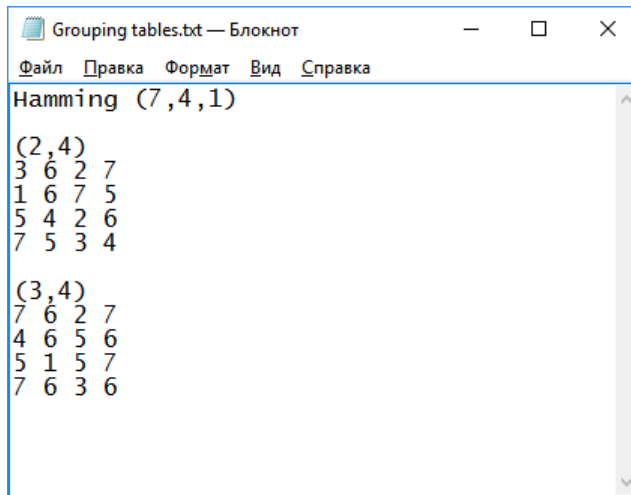 Grouping tables.txt — Блокнот
Файл Правка Формат Вид Справка
Hamming (7,4,1)
(2,4)
3 6 2 7
1 6 7 5
5 4 2 6
7 5 3 4
(3,4)
7 6 2 7
4 6 5 6
5 1 5 7
7 6 3 6